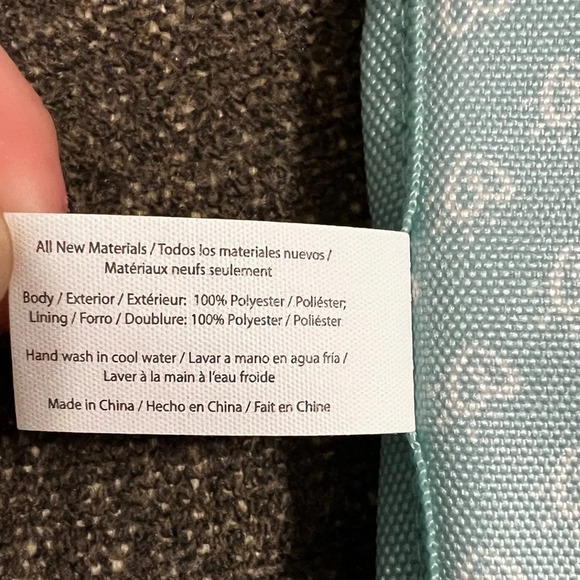 All New Materials / Todos los materiales nuevos /
Matériaux neufs seulement
Body / Exterior / Extérieur: 100% Polyester / Poliéster;
Lining / Forro / Doublure: 100% Polyester / Poliéster
Hand wash in cool water / Lavar a mano en agua fría /
Laver à la main à l'eau froide
Made in China / Hecho en China / Fait en Chine